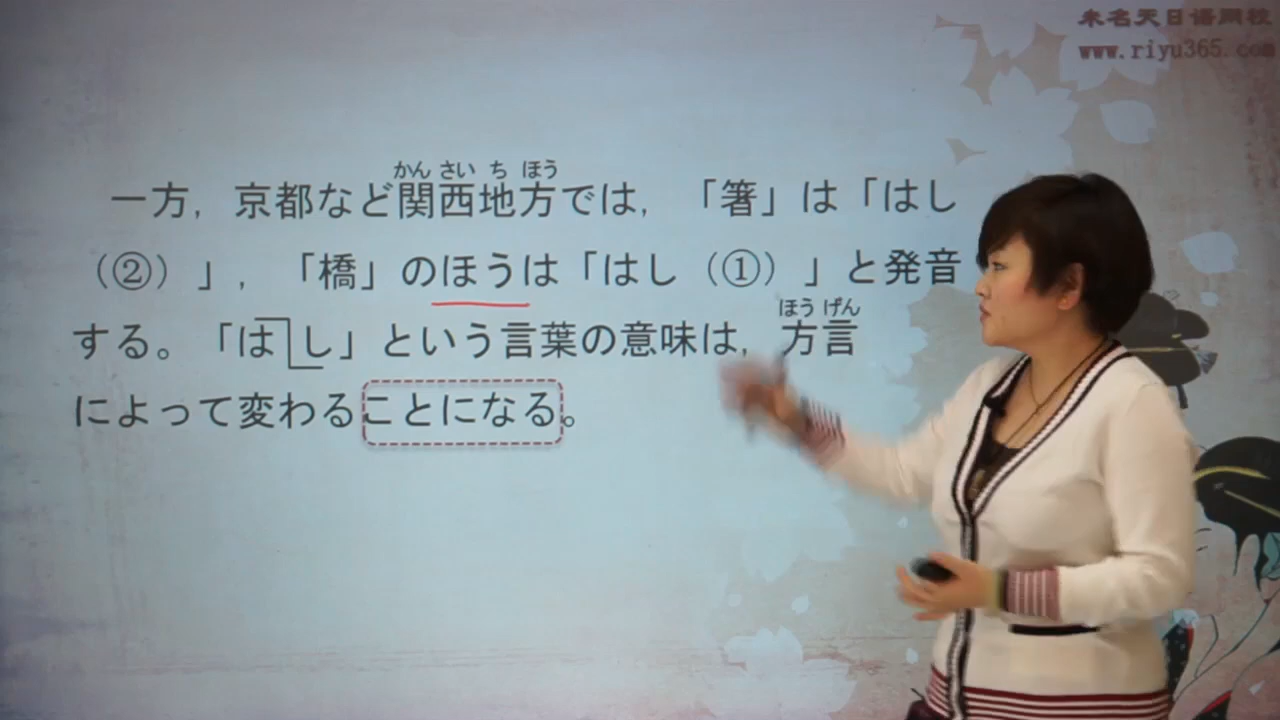 未名天日语网校
www.riyu365.com
かんさいちほう
一方，京都など関西地方では，「箸」は「はし
（②）」，「橋」のほうは「はし（①）」と発音
ほうげん
する。「はし」という言葉の意味は，方言
によって変わることになる。